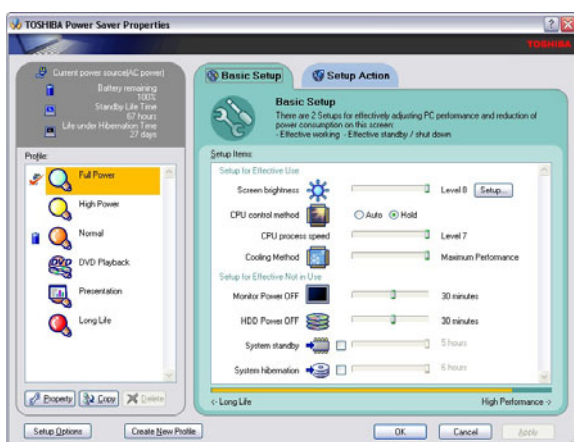 TOSHIBA Power Saver Properties
TOSHIBA
Current power source(AC power)
Battery remaining
100%
Standby Life Time
67 hours
Life under Hibernation Time
27 days
Profile:
Full Power
High Power
Normal
DVD Playback
Presentation
Long Life
Property
Copy
Delete
Setup Options
Create New Profile
Basic Setup
Setup Action
Basic Setup
There are 2 Setups for effectively adjusting PC performance and reduction of
power consumption on this screen:
- Effective working - Effective standby / shut down
Setup Items:
Setup for Effective Use
Screen brightness Level 8 Setup...
CPU control method Auto Hold
CPU process speed Level 7
Cooling Method Maximum Performance
Setup for Effective Not in Use
Monitor Power OFF 30 minutes
HDD Power OFF 30 minutes
System standby 5 hours
System hibernation 6 hours
<- Long Life High Performance ->
OK Cancel Apply